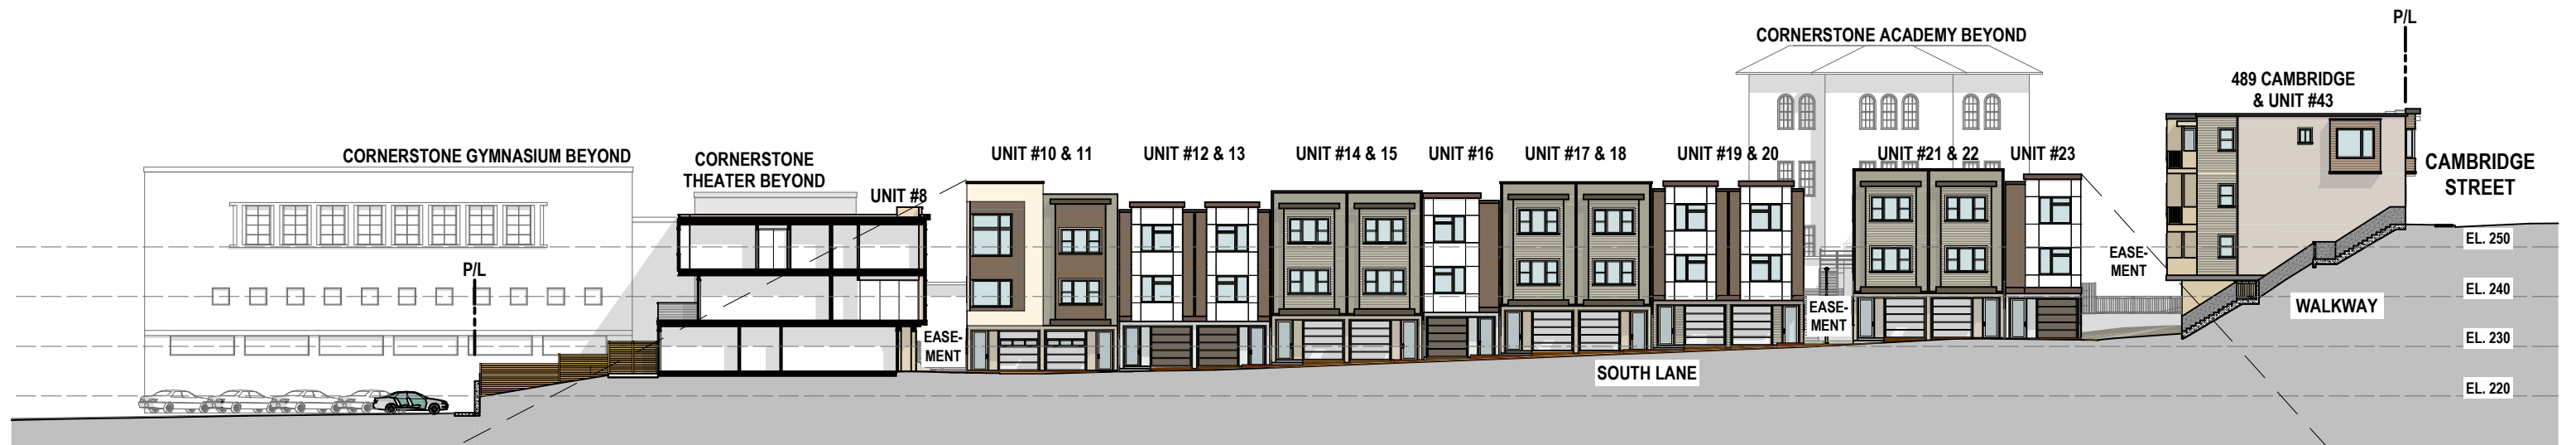 P/L
CORNERSTONE ACADEMY BEYOND
489 CAMBRIDGE
& UNIT #43
CORNERSTONE GYMNASIUM BEYOND
CORNERSTONE
THEATER BEYOND
UNIT #8
UNIT #10 & 11
UNIT #12 & 13
UNIT #14 & 15
UNIT #16
UNIT #17 & 18
UNIT #19 & 20
UNIT #21 & 22
UNIT #23
CAMBRIDGE
STREET
P/L
EL. 250
EASE-
MENT
EL. 240
WALKWAY
EASE-
MENT
EASE-
MENT
EL. 230
SOUTH LANE
EL. 220